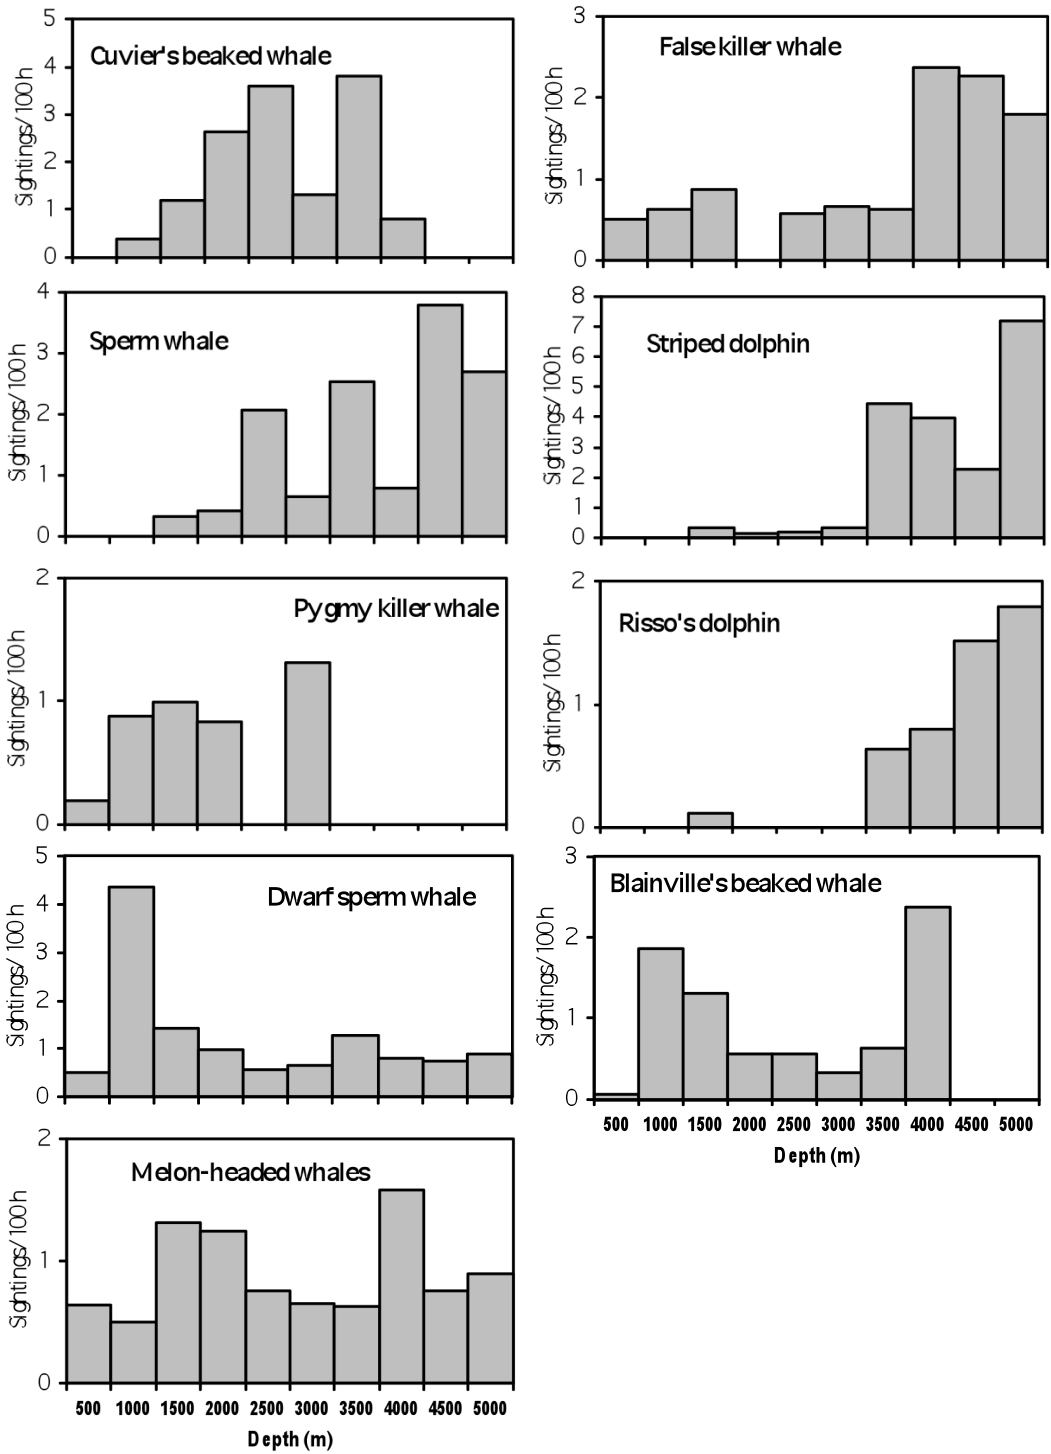 Cuvier's beaked whale
Sightings/100h
5
4
3
2
1
0
False killer whale
Sightings/100h
3
2
1
0
Sperm whale
Sightings/100h
4
3
2
1
0
Striped dolphin
Sightings/100h
8
7
6
5
4
3
2
1
0
Pygmy killer whale
Sightings/100h
2
1
0
Risso's dolphin
Sightings/100h
2
1
0
Dwarf sperm whale
Sightings/100h
5
4
3
2
1
0
Blainville's beaked whale
Sightings/100h
3
2
1
0
500 1000 1500 2000 2500 3000 3500 4000 4500 5000
Depth (m)
Melon-headed whales
Sightings/100h
2
1
0
500 1000 1500 2000 2500 3000 3500 4000 4500 5000
Depth (m)